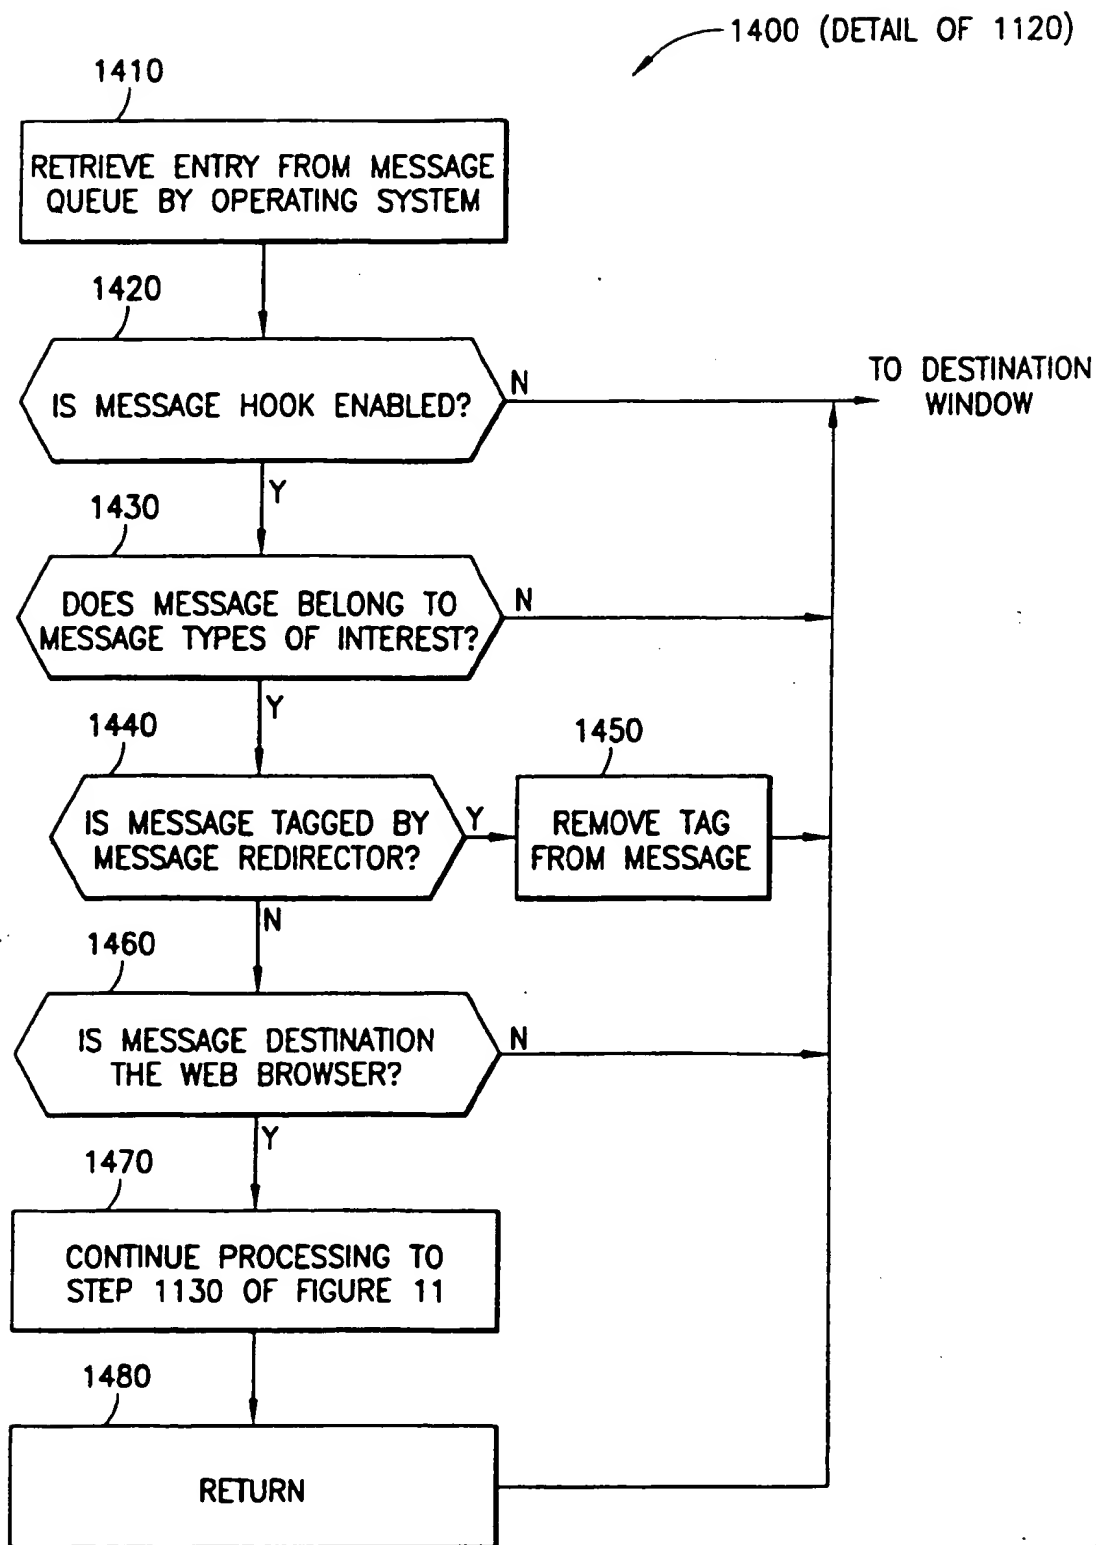 1400 (DETAIL OF 1120)
1410
RETRIEVE ENTRY FROM MESSAGE
QUEUE BY OPERATING SYSTEM
1420
IS MESSAGE HOOK ENABLED?
N
TO DESTINATION
WINDOW
Y
1430
DOES MESSAGE BELONG TO
MESSAGE TYPES OF INTEREST?
N
Y
1440
IS MESSAGE TAGGED BY
MESSAGE REDIRECTOR?
Y
1450
REMOVE TAG
FROM MESSAGE
N
1460
IS MESSAGE DESTINATION
THE WEB BROWSER?
N
Y
1470
CONTINUE PROCESSING TO
STEP 1130 OF FIGURE 11
1480
RETURN